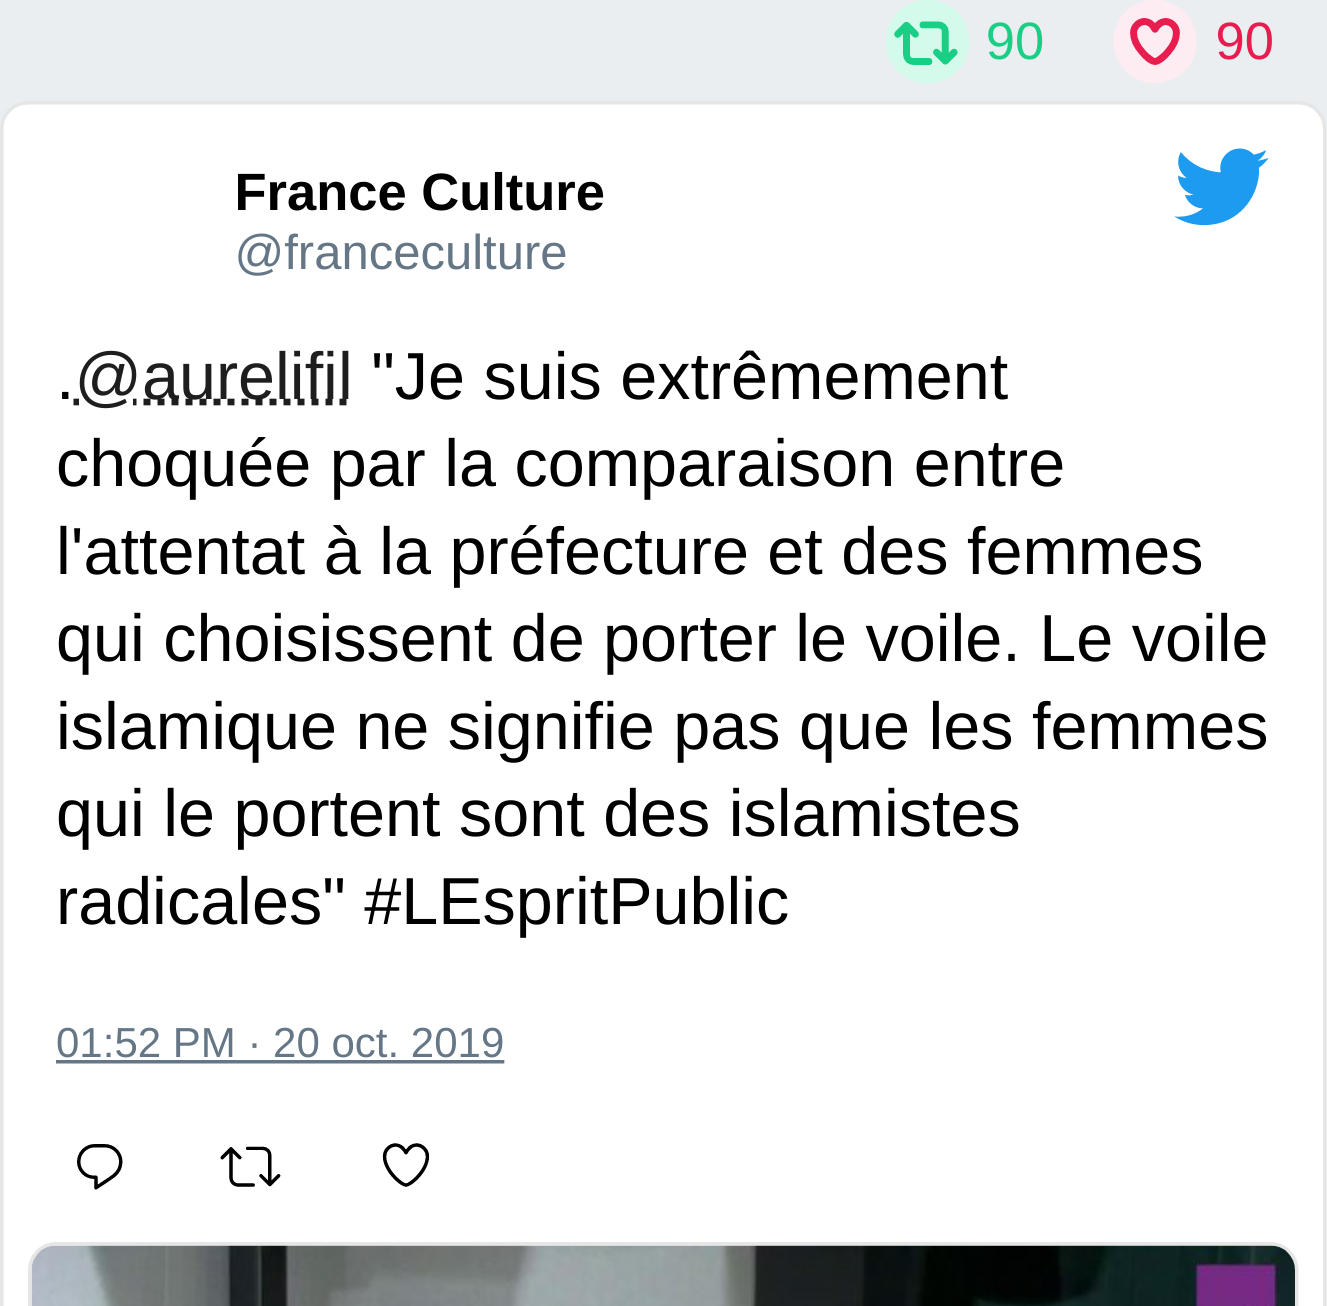 90 90
France Culture
@franceculture
.@aurelifil "Je suis extrêmement
choquée par la comparaison entre
l'attentat à la préfecture et des femmes
qui choisissent de porter le voile. Le voile
islamique ne signifie pas que les femmes
qui le portent sont des islamistes
radicales" #LEspritPublic
01:52 PM · 20 oct. 2019